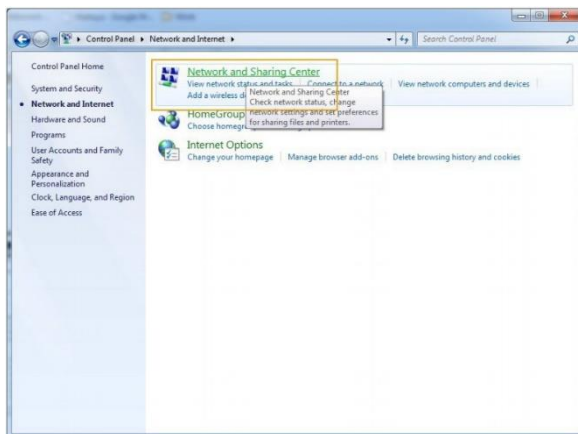 Control Panel ▸ Network and Internet ▸
Search Control Panel
Control Panel Home
System and Security
Network and Internet
Hardware and Sound
Programs
User Accounts and Family
Safety
Appearance and
Personalization
Clock, Language, and Region
Ease of Access
Network and Sharing Center
View network status and tasks Connect to a network View network computers and devices
Add a wireless
Network and Sharing Center
Check network status, change
network settings and set preferences
for sharing files and printers.
HomeGroup
Choose
Internet Options
Change your homepage Manage browser add-ons Delete browsing history and cookies